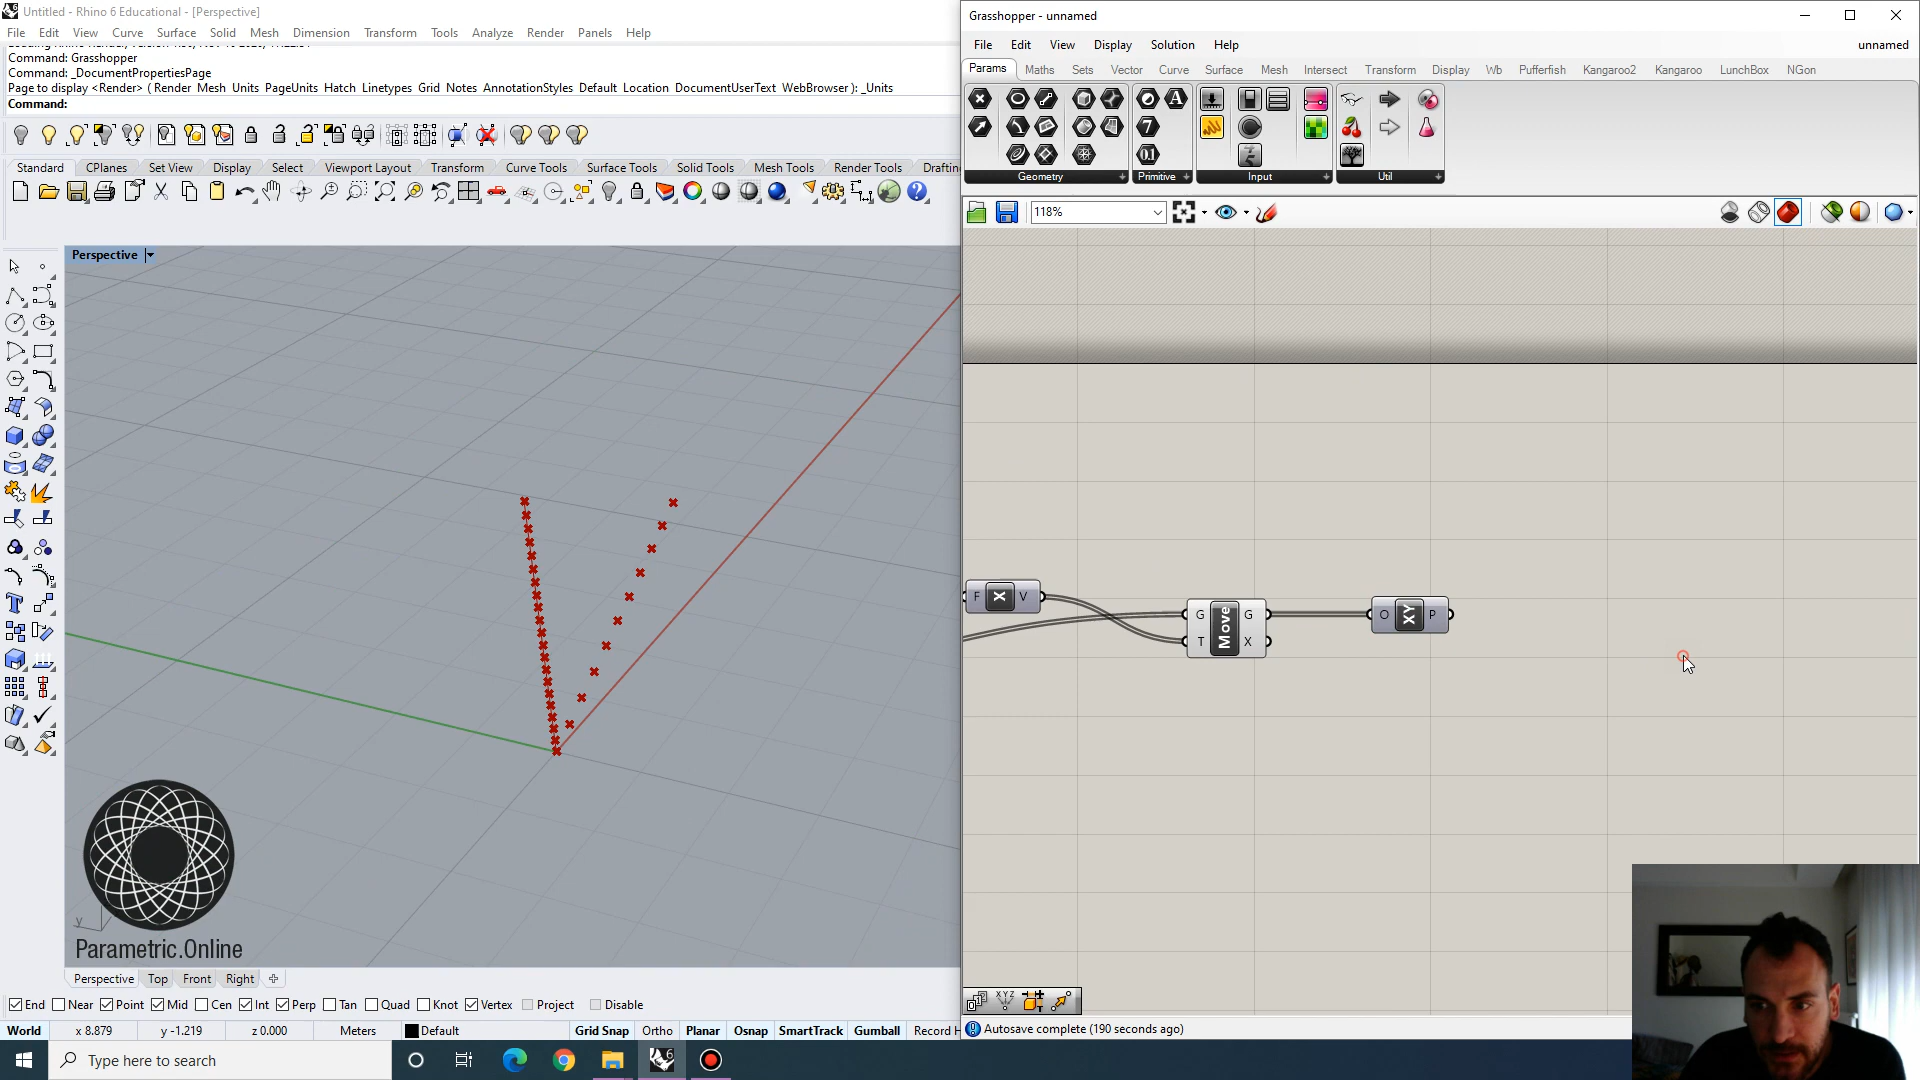 Untitled - Rhino 6 Educational - [Perspective]
File Edit View Curve Surface Solid Mesh Dimension Transform Tools Analyze Render Panels Help
Command: Grasshopper
Command: _DocumentPropertiesPage
Page to display <Render> ( Render Mesh Units PageUnits Hatch Linetypes Grid Notes AnnotationStyles Default Location DocumentUserText WebBrowser ): _Units
Command:
Standard CPlanes Set View Display Select Viewport Layout Transform Curve Tools Surface Tools Solid Tools Mesh Tools Render Tools Drafti
Perspective
y
Parametric.Online
Perspective Top Front Right
End Near Point Mid Cen Int Perp Tan Quad Knot Vertex Project Disable
World x 8.879 y -1.219 z 0.000 Meters Default Grid Snap Ortho Planar Osnap SmartTrack Gumball Record H
Type here to search
Grasshopper - unnamed
File Edit View Display Solution Help unnamed
Params Maths Sets Vector Curve Surface Mesh Intersect Transform Display Wb Pufferfish Kangaroo2 Kangaroo LunchBox NGon
Geometry Primitive Input Util
118%
F X V
G T Move G X
O XY P
Autosave complete (190 seconds ago)